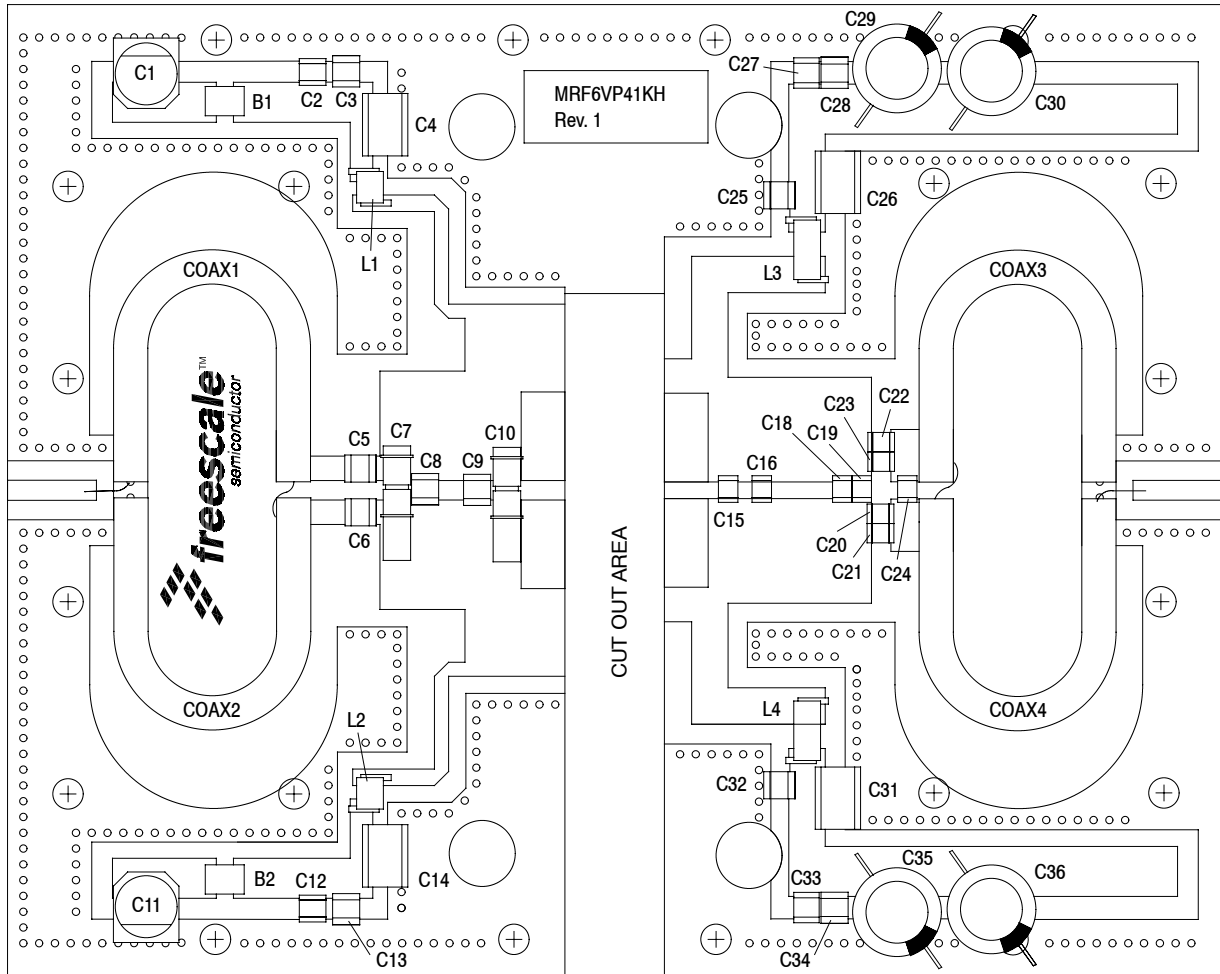 C29
C1
C27
C2 C3
C28
C30
B1
C4
MRF6VP41KH
Rev. 1
C25
C26
L1
L3
COAX1
COAX3
freescale™
semiconductor
C23
C22
C18
C19
C5
C7
C8
C9
C10
C15
C16
C6
C20
C21
C24
CUT OUT AREA
COAX2
COAX4
L2
L4
C32
C31
B2
C12
C14
C11
C13
C33
C34
C35
C36